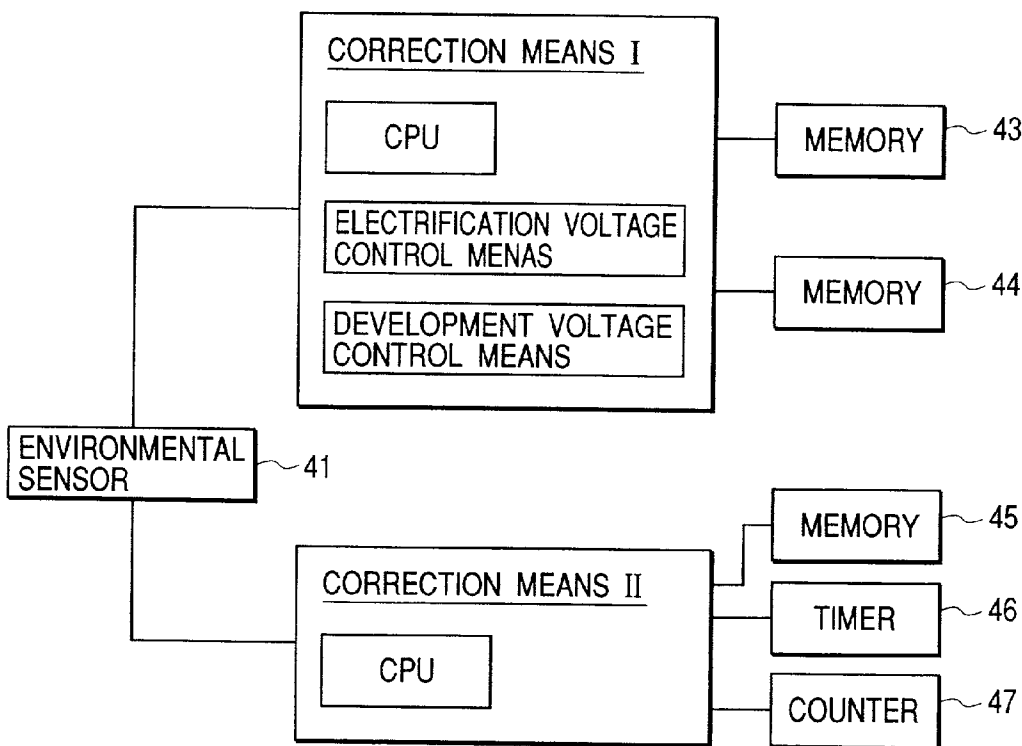 CORRECTION MEANS I
CPU
ELECTRIFICATION VOLTAGE
CONTROL MENAS
DEVELOPMENT VOLTAGE
CONTROL MEANS
MEMORY 43
MEMORY 44
ENVIRONMENTAL
SENSOR
41
CORRECTION MEANS II
CPU
MEMORY 45
TIMER 46
COUNTER 47